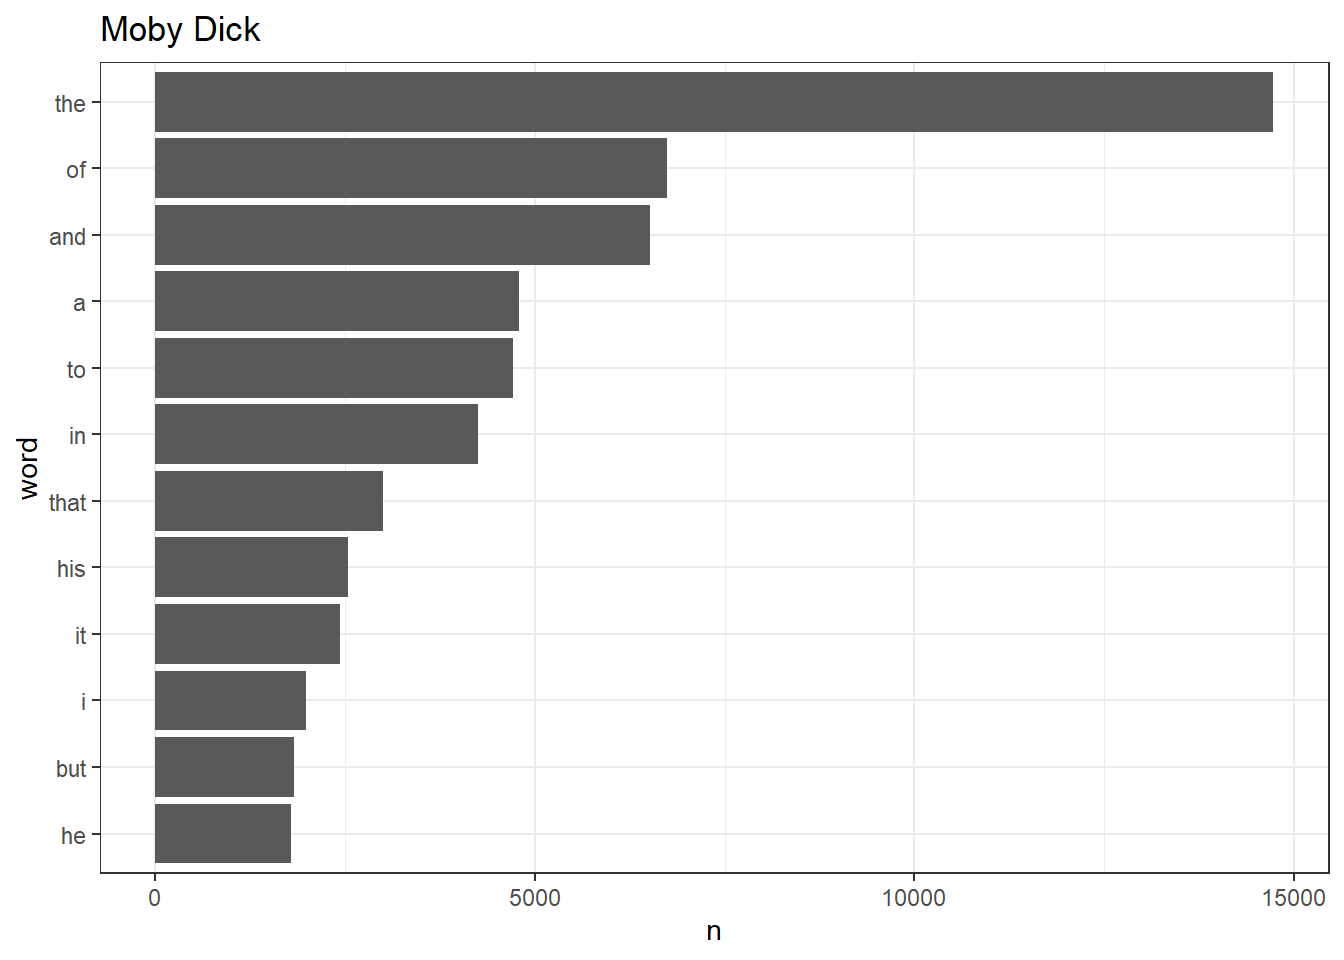 Moby Dick
the
of
and
a
to
in
that
his
it
i
but
he
word
0 5000 10000 15000
n